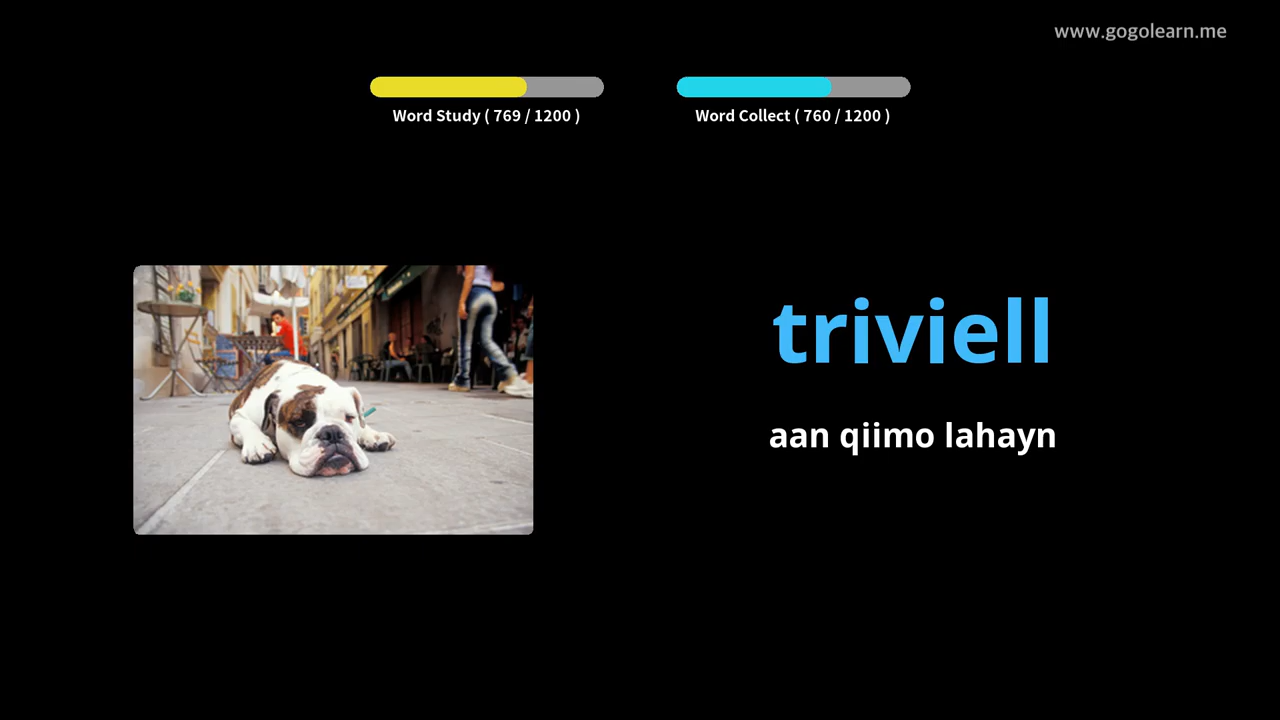 www.gogolearn.me
Word Study ( 769 / 1200 )
Word Collect ( 760 / 1200 )
triviell
aan qiimo lahayn